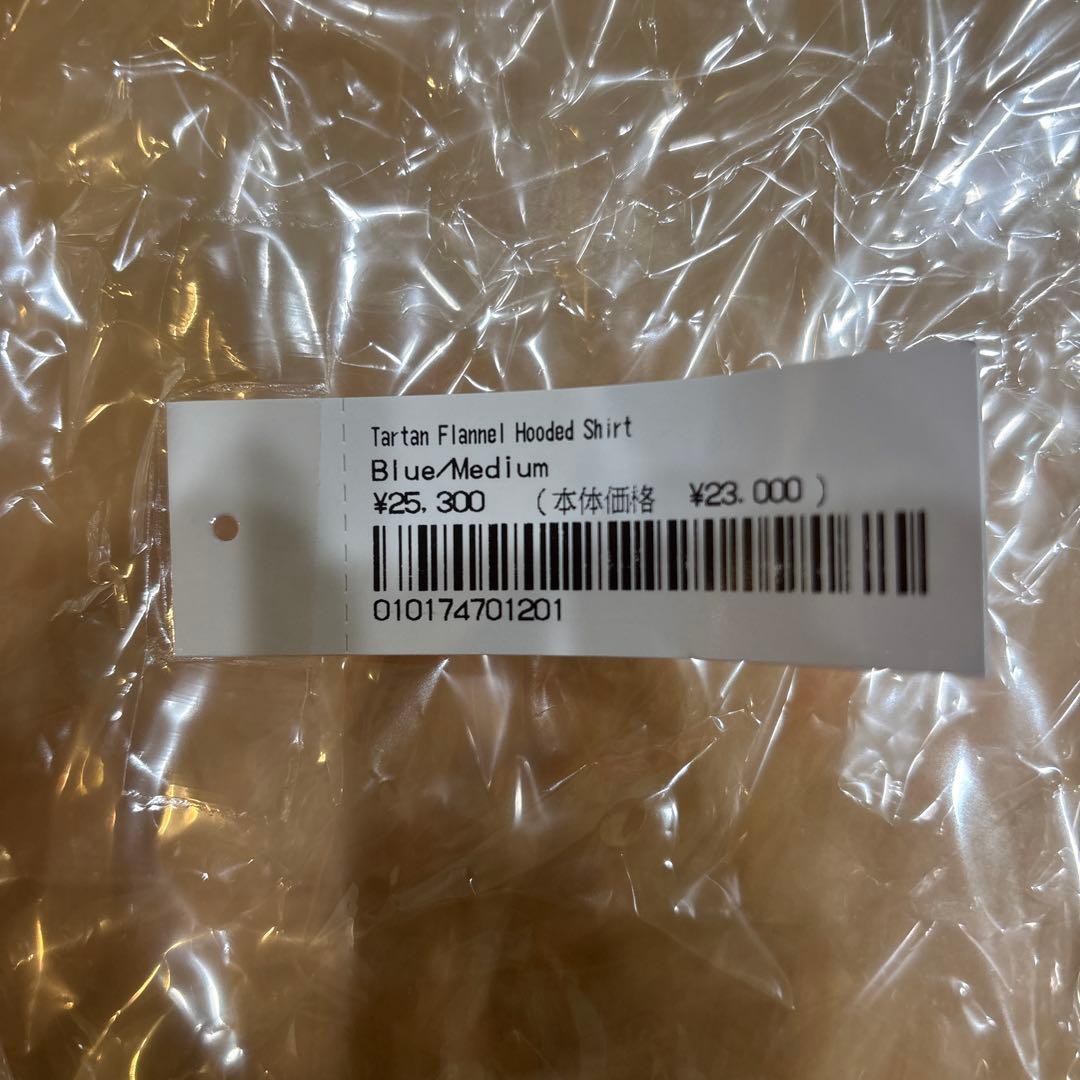 Tartan Flannel Hooded Shirt
Blue/Medium
¥25,300 (本体価格 ¥23,000)
010174701201